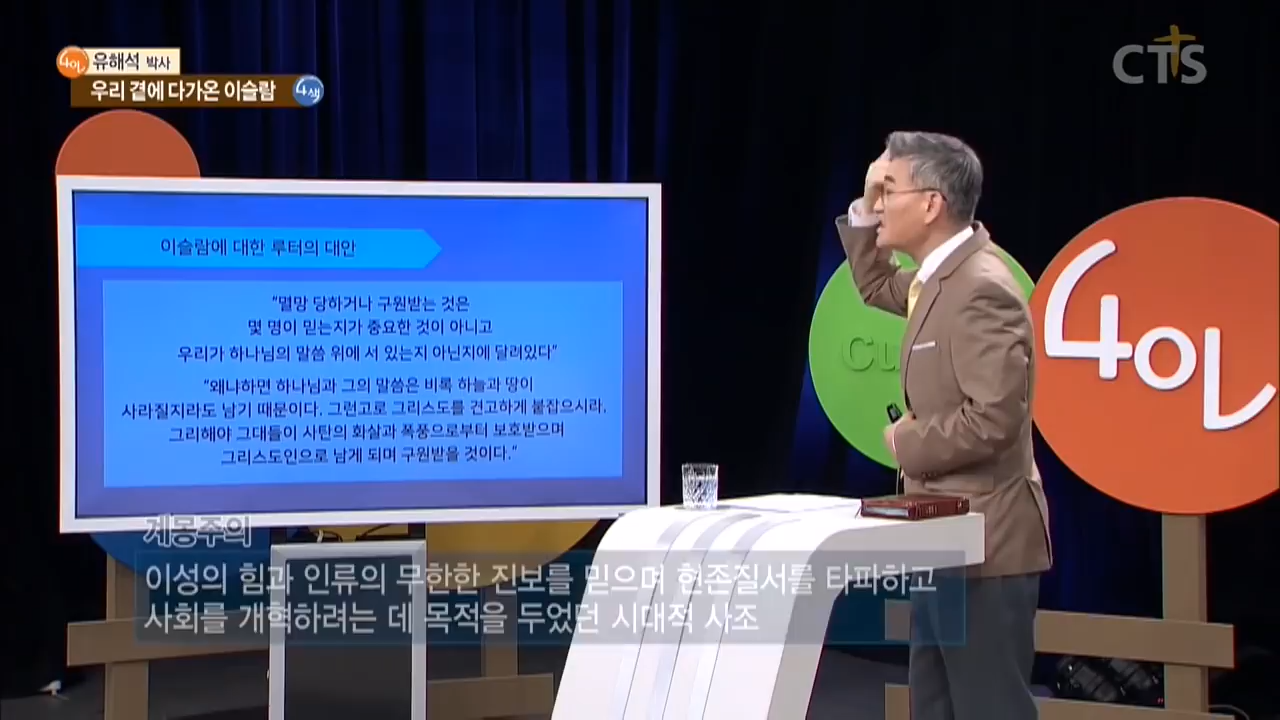 4인 유해석 박사
우리 곁에 다가온 이슬람 4색
CTS
이슬람에 대한 루터의 대안
“멸망 당하거나 구원받는 것은
몇 명이 믿는지가 중요한 것이 아니고
우리가 하나님의 말씀 위에 서 있는지 아닌지에 달려있다”
“왜냐하면 하나님과 그의 말씀은 비록 하늘과 땅이
사라질지라도 남기 때문이다. 그런고로 그리스도를 견고하게 붙잡으시라.
그리해야 그대들이 사탄의 화살과 폭풍으로부터 보호받으며
그리스도인으로 남게 되며 구원받을 것이다.”
Cu
4인
계몽주의
이성의 힘과 인류의 무한한 진보를 믿으며 현존질서를 타파하고
사회를 개혁하려는 데 목적을 두었던 시대적 사조